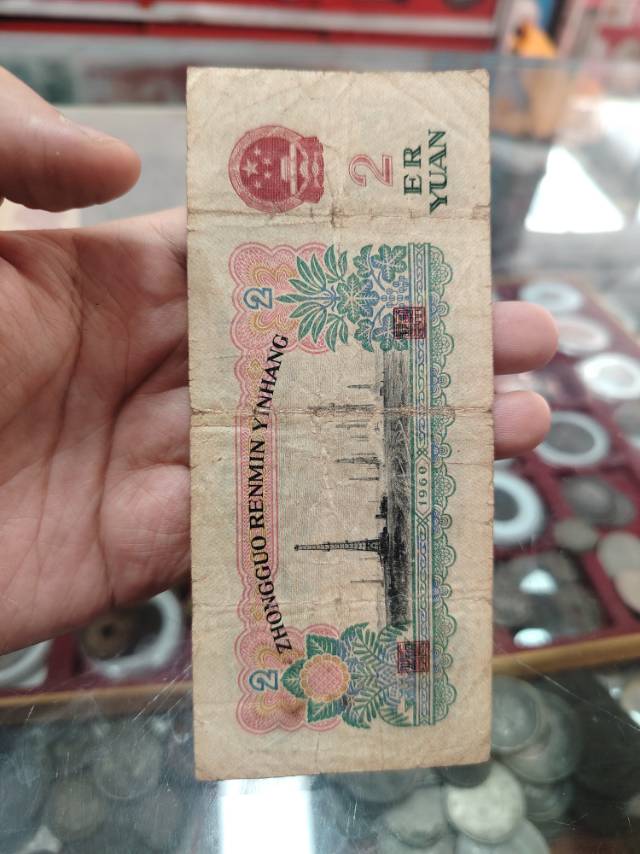 ZHONGGUO RENMIN YINHANG
2
2
2
ER
YUAN
1960